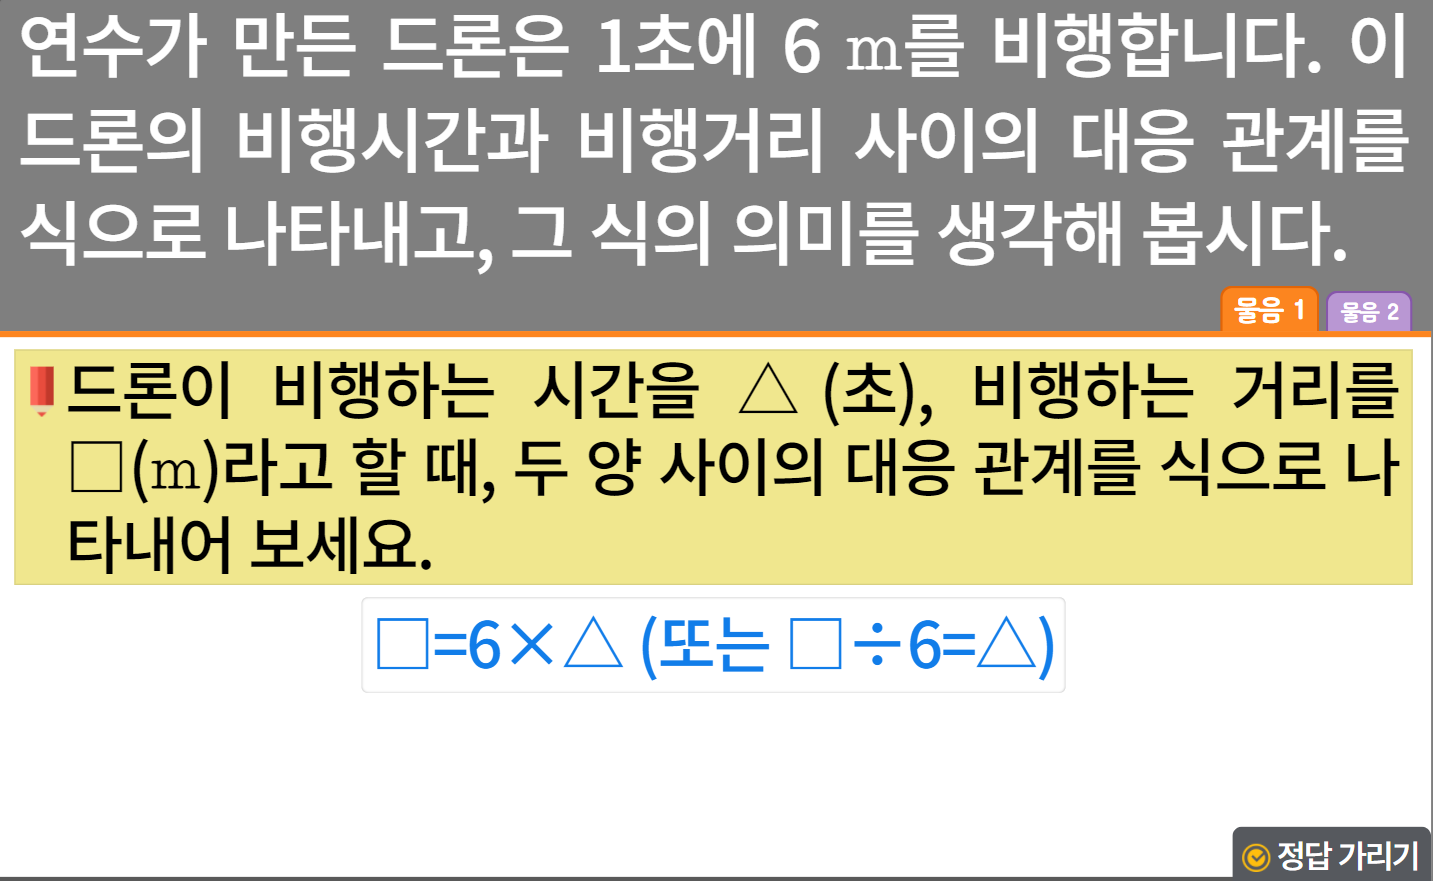 연수가 만든 드론은 1초에 6 m를 비행합니다. 이
드론의 비행시간과 비행거리 사이의 대응 관계를
식으로 나타내고, 그 식의 의미를 생각해 봅시다.
물음 1 물음 2
드론이 비행하는 시간을 △ (초), 비행하는 거리를
□(m)라고 할 때, 두 양 사이의 대응 관계를 식으로 나
타내어 보세요.
□=6×△ (또는 □÷6=△)
정답 가리기